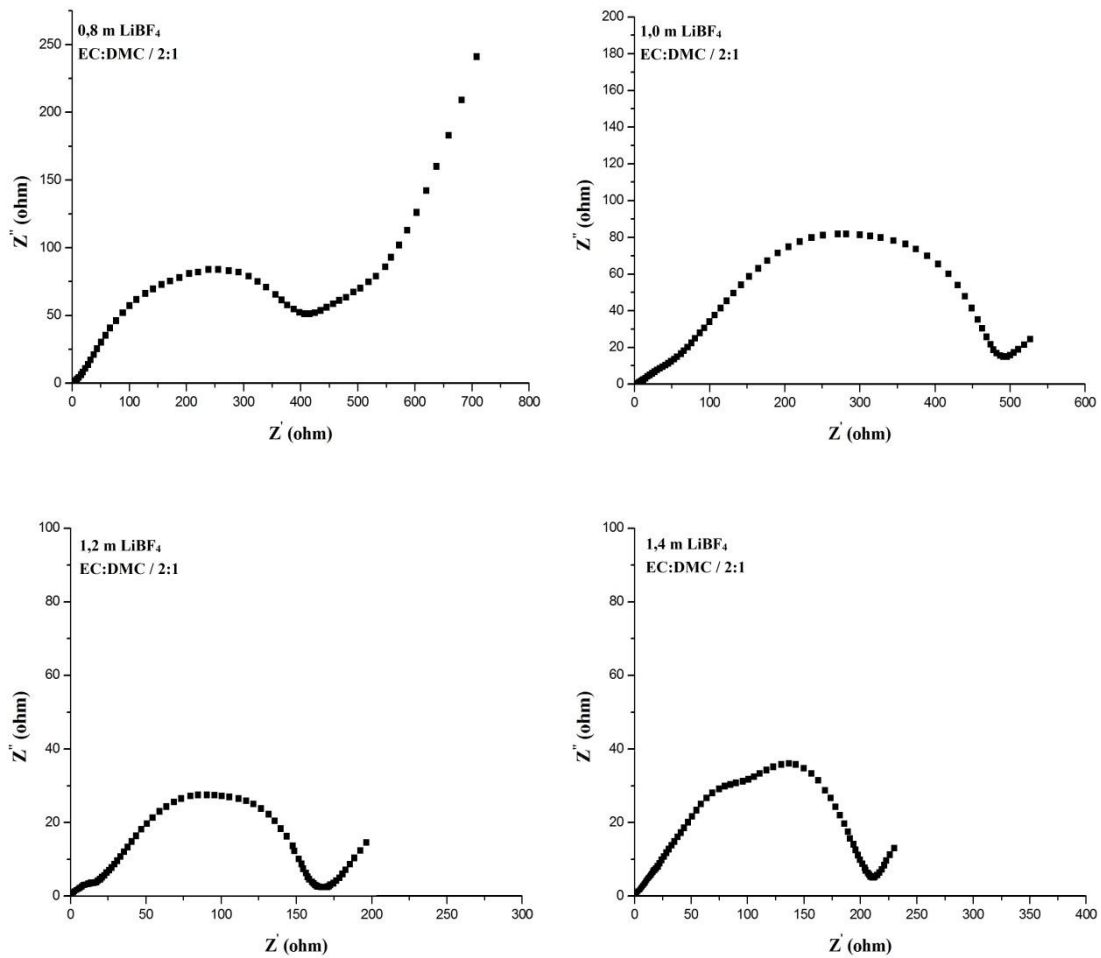 0,8 m LiBF₄
EC:DMC / 2:1
250
200
150
100
50
0
Z'' (ohm)
0 100 200 300 400 500 600 700 800
Z' (ohm)
1,0 m LiBF₄
EC:DMC / 2:1
200
180
160
140
120
100
80
60
40
20
0
Z'' (ohm)
0 100 200 300 400 500 600
Z' (ohm)
1,2 m LiBF₄
EC:DMC / 2:1
100
80
60
40
20
0
Z'' (ohm)
0 50 100 150 200 250 300
Z' (ohm)
1,4 m LiBF₄
EC:DMC / 2:1
100
80
60
40
20
0
Z'' (ohm)
0 50 100 150 200 250 300 350 400
Z' (ohm)